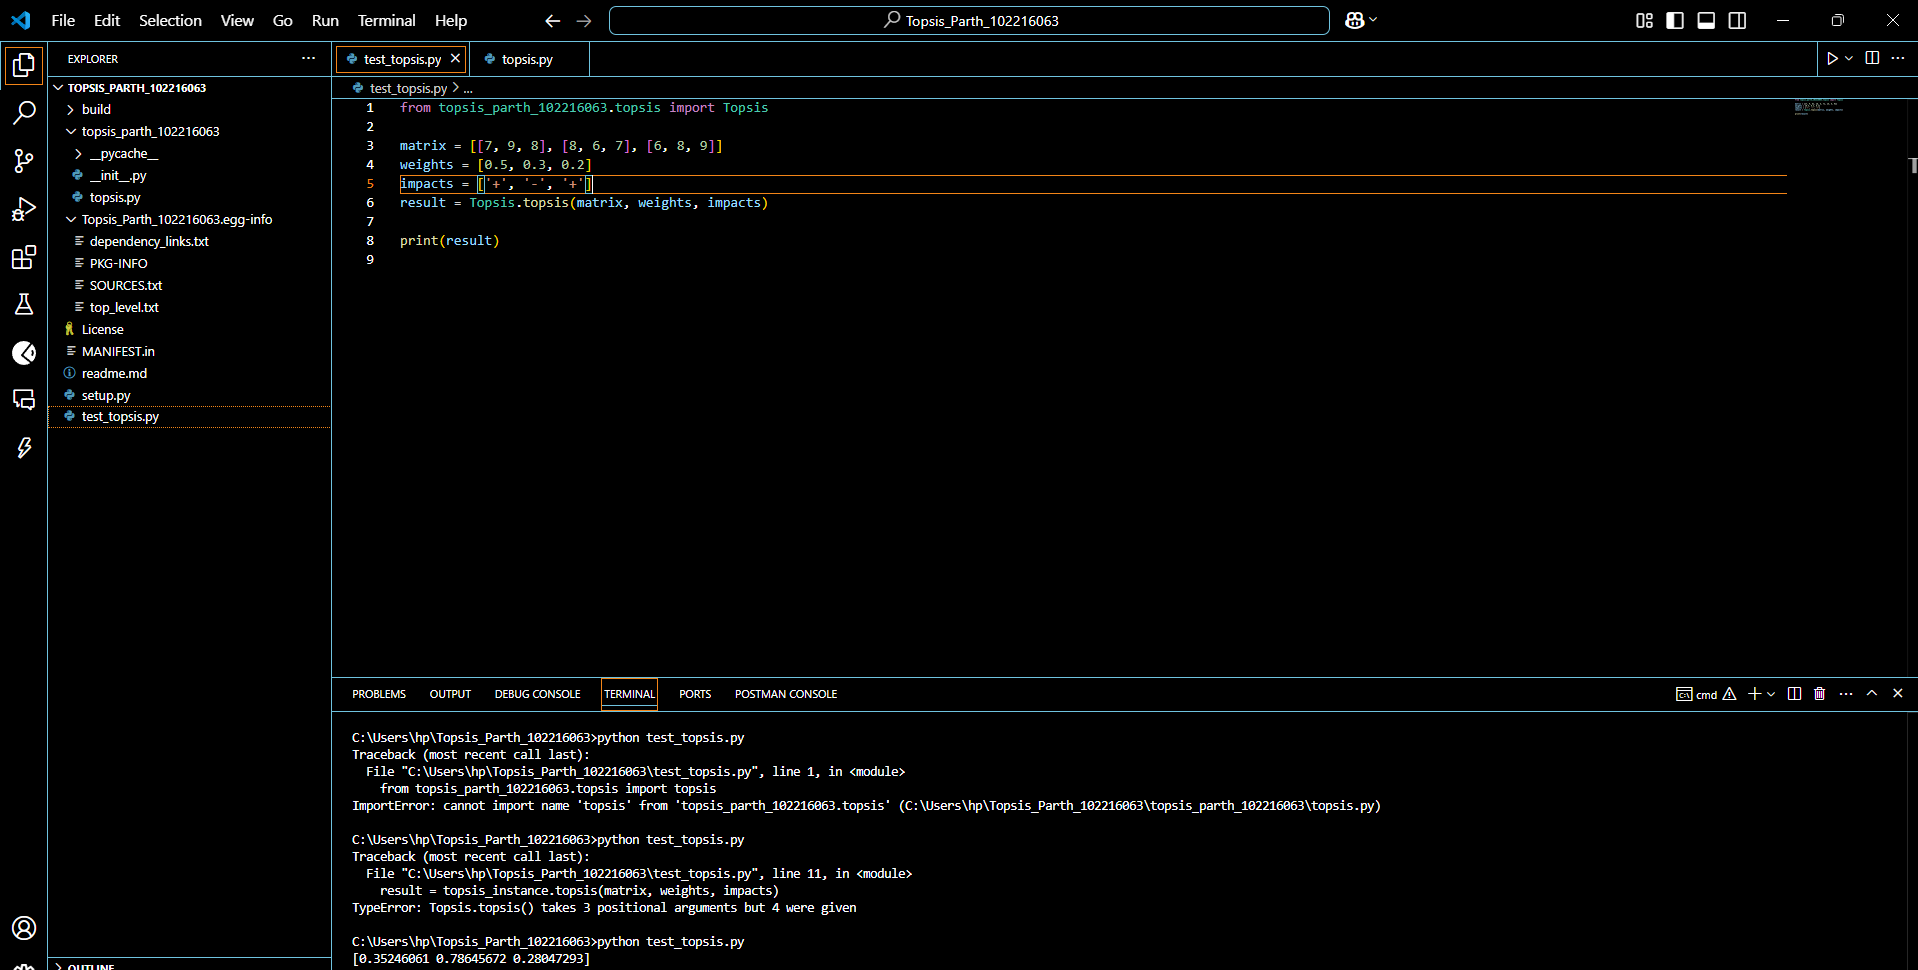 File Edit Selection View Go Run Terminal Help
Topsis_Parth_102216063
EXPLORER
TOPSIS_PARTH_102216063
build
topsis_parth_102216063
__pycache__
__init__.py
topsis.py
Topsis_Parth_102216063.egg-info
dependency_links.txt
PKG-INFO
SOURCES.txt
top_level.txt
License
MANIFEST.in
readme.md
setup.py
test_topsis.py
OUTLINE
test_topsis.py topsis.py
test_topsis.py > ...
1 from topsis_parth_102216063.topsis import Topsis
2
3 matrix = [[7, 9, 8], [8, 6, 7], [6, 8, 9]]
4 weights = [0.5, 0.3, 0.2]
5 impacts = ['+', '-', '+']
6 result = Topsis.topsis(matrix, weights, impacts)
7
8 print(result)
9
PROBLEMS OUTPUT DEBUG CONSOLE TERMINAL PORTS POSTMAN CONSOLE
cmd
C:\Users\hp\Topsis_Parth_102216063>python test_topsis.py
Traceback (most recent call last):
File "C:\Users\hp\Topsis_Parth_102216063\test_topsis.py", line 1, in <module>
from topsis_parth_102216063.topsis import topsis
ImportError: cannot import name 'topsis' from 'topsis_parth_102216063.topsis' (C:\Users\hp\Topsis_Parth_102216063\topsis_parth_102216063\topsis.py)
C:\Users\hp\Topsis_Parth_102216063>python test_topsis.py
Traceback (most recent call last):
File "C:\Users\hp\Topsis_Parth_102216063\test_topsis.py", line 11, in <module>
result = topsis_instance.topsis(matrix, weights, impacts)
TypeError: Topsis.topsis() takes 3 positional arguments but 4 were given
C:\Users\hp\Topsis_Parth_102216063>python test_topsis.py
[0.35246061 0.78645672 0.28047293]